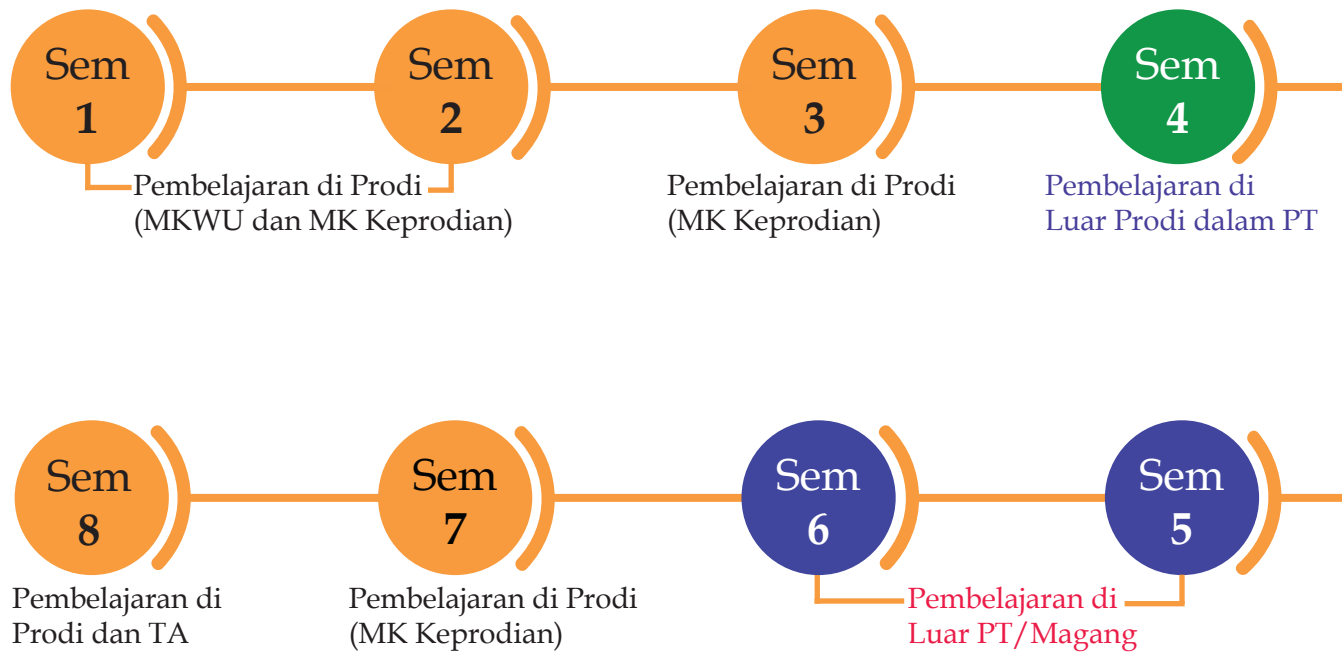 Sem
1
Sem
2
Sem
3
Sem
4
Pembelajaran di Prodi
(MKWU dan MK Keprodian)
Pembelajaran di Prodi
(MK Keprodian)
Pembelajaran di
Luar Prodi dalam PT
Sem
8
Sem
7
Sem
6
Sem
5
Pembelajaran di
Prodi dan TA
Pembelajaran di Prodi
(MK Keprodian)
Pembelajaran di
Luar PT/Magang